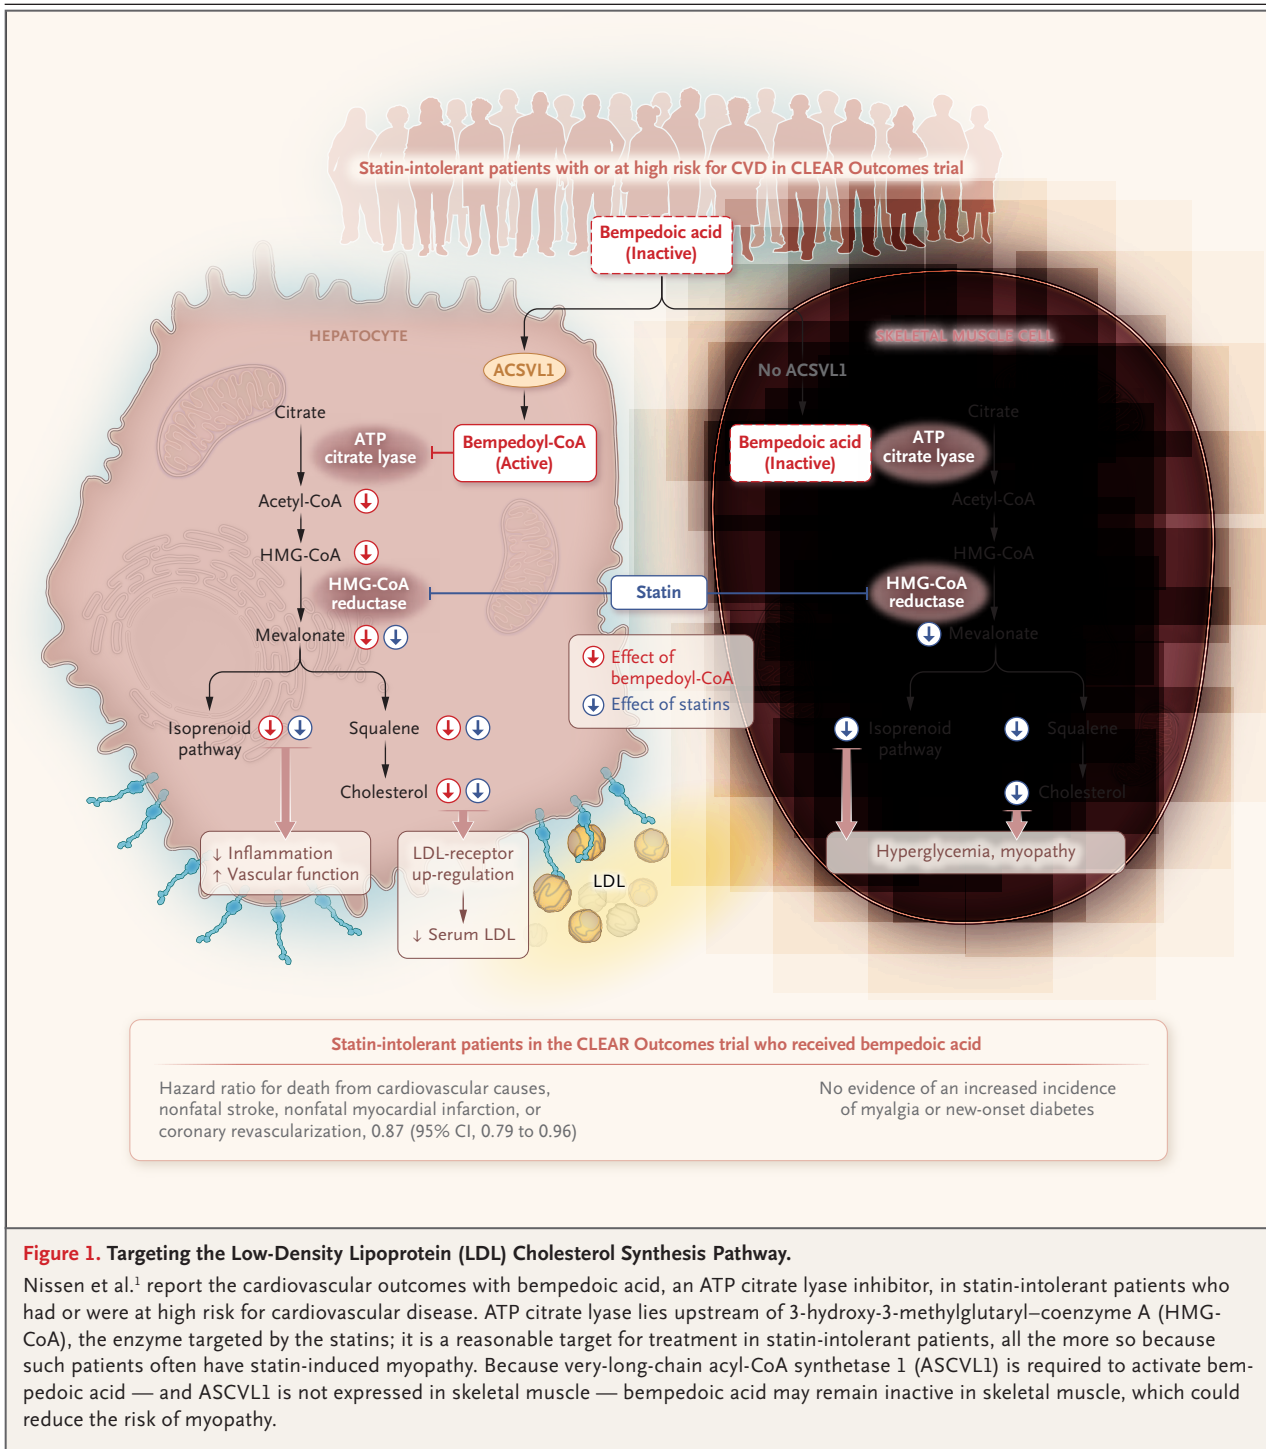 Statin-intolerant patients with or at high risk for CVD in CLEAR Outcomes trial
Bempedoic acid
(Inactive)
HEPATOCYTE
ACSVL1
Citrate
ATP
citrate lyase
Bempedoyl-CoA
(Active)
Acetyl-CoA
HMG-CoA
HMG-CoA
reductase
Mevalonate
Isoprenoid
pathway
Squalene
Cholesterol
↓ Inflammation
↑ Vascular function
LDL-receptor
up-regulation
↓ Serum LDL
LDL
Statin
Effect of
bempedoyl-CoA
Effect of statins
SKELETAL MUSCLE CELL
No ACSVL1
Citrate
Bempedoic acid
(Inactive)
ATP
citrate lyase
Acetyl-CoA
HMG-CoA
HMG-CoA
reductase
Mevalonate
Isoprenoid
pathway
Squalene
Cholesterol
Hyperglycemia, myopathy
Statin-intolerant patients in the CLEAR Outcomes trial who received bempedoic acid
Hazard ratio for death from cardiovascular causes,
nonfatal stroke, nonfatal myocardial infarction, or
coronary revascularization, 0.87 (95% CI, 0.79 to 0.96)
No evidence of an increased incidence
of myalgia or new-onset diabetes
Figure 1. Targeting the Low-Density Lipoprotein (LDL) Cholesterol Synthesis Pathway.
Nissen et al.¹ report the cardiovascular outcomes with bempedoic acid, an ATP citrate lyase inhibitor, in statin-intolerant patients who
had or were at high risk for cardiovascular disease. ATP citrate lyase lies upstream of 3-hydroxy-3-methylglutaryl–coenzyme A (HMG-
CoA), the enzyme targeted by the statins; it is a reasonable target for treatment in statin-intolerant patients, all the more so because
such patients often have statin-induced myopathy. Because very-long-chain acyl-CoA synthetase 1 (ASCVL1) is required to activate bem-
pedoic acid — and ASCVL1 is not expressed in skeletal muscle — bempedoic acid may remain inactive in skeletal muscle, which could
reduce the risk of myopathy.